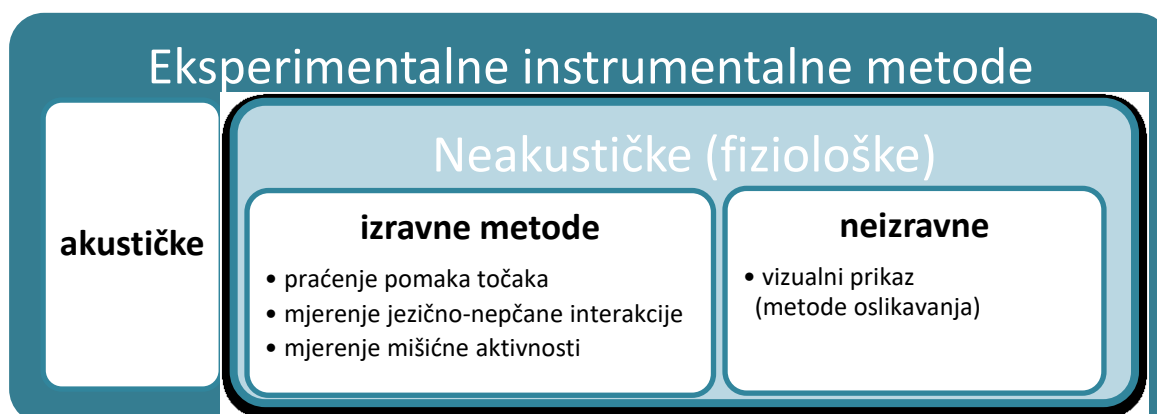 Eksperimentalne instrumentalne metode
akustičke
Neakustičke (fiziološke)
izravne metode
• praćenje pomaka točaka
• mjerenje jezično-nepčane interakcije
• mjerenje mišićne aktivnosti
neizravne
• vizualni prikaz
(metode oslikavanja)